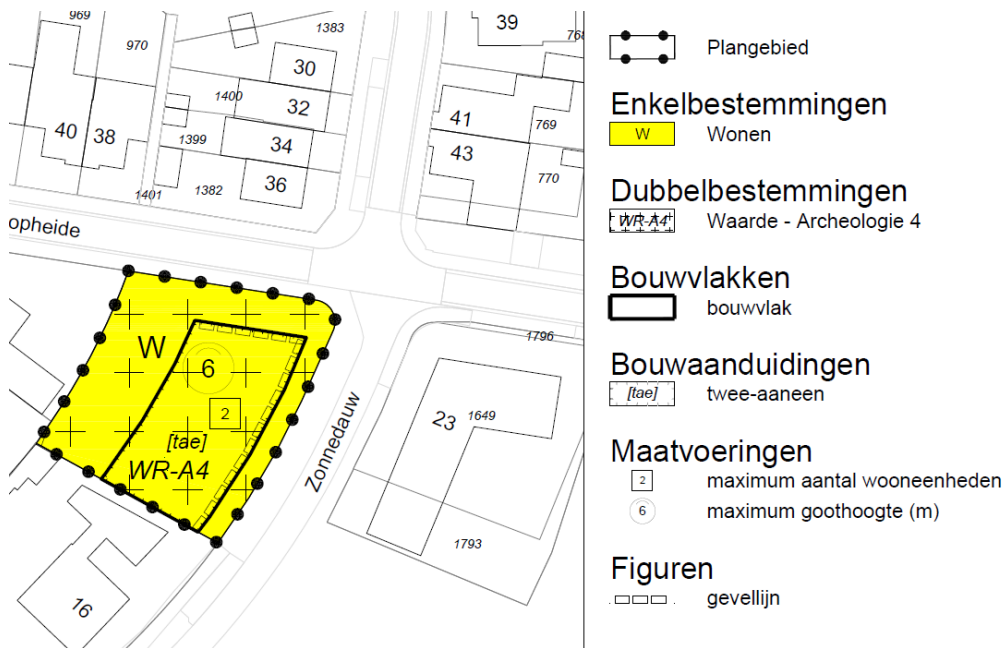 969
970
1383
39
768
30
1400
32
40
38
1399
34
41
769
43
36
1401
1382
770
opheide
1796
W
6
2
23
1649
[tae]
WR-A4
Zonnedauw
1793
16
Plangebied
Enkelbestemmingen
W
Wonen
Dubbelbestemmingen
WR-A4
Waarde - Archeologie 4
Bouwvlakken
bouwvlak
Bouwaanduidingen
[tae]
twee-aaneen
Maatvoeringen
2
maximum aantal wooneenheden
6
maximum goothoogte (m)
Figuren
gevellijn